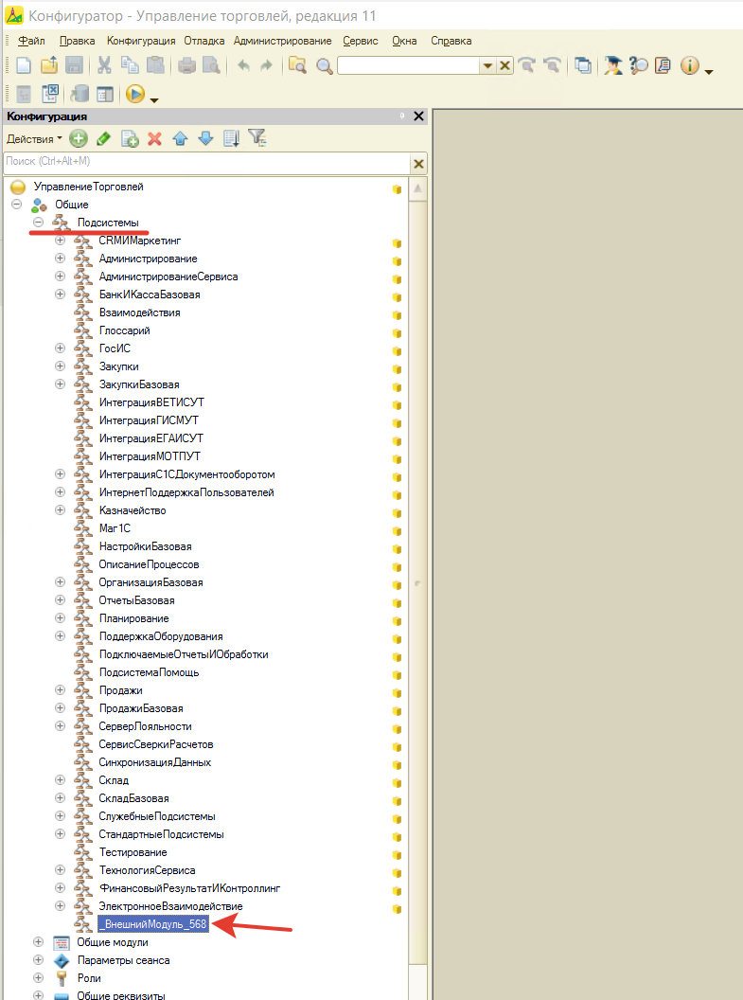 Конфигуратор - Управление торговлей, редакция 11
Файл Правка Конфигурация Отладка Администрирование Сервис Окна Справка
Конфигурация
Действия
Поиск (Ctrl+Alt+M)
УправлениеТорговлей
Общие
Подсистемы
CRMИМаркетинг
Администрирование
АдминистрированиеСервиса
БанкИКассаБазовая
Взаимодействия
Глоссарий
ГосИС
Закупки
ЗакупкиБазовая
ИнтеграцияВЕТИСУТ
ИнтеграцияГИСМУТ
ИнтеграцияЕГАИСУТ
ИнтеграцияМОТПУТ
ИнтеграцияС1СДокументооборотом
ИнтернетПоддержкаПользователей
Казначейство
Маг1С
НастройкиБазовая
ОписаниеПроцессов
ОрганизацияБазовая
ОтчетыБазовая
Планирование
ПоддержкаОборудования
ПодключаемыеОтчетыИОбработки
ПодсистемаПомощь
Продажи
ПродажиБазовая
СерверЛояльности
СервисСверкиРасчетов
СинхронизацияДанных
Склад
СкладБазовая
СлужебныеПодсистемы
СтандартныеПодсистемы
Тестирование
ТехнологияСервиса
ФинансовыйРезультатИКонтроллинг
ЭлектронноеВзаимодействие
_ВнешнийМодуль_568
Общие модули
Параметры сеанса
Роли
Общие реквизиты